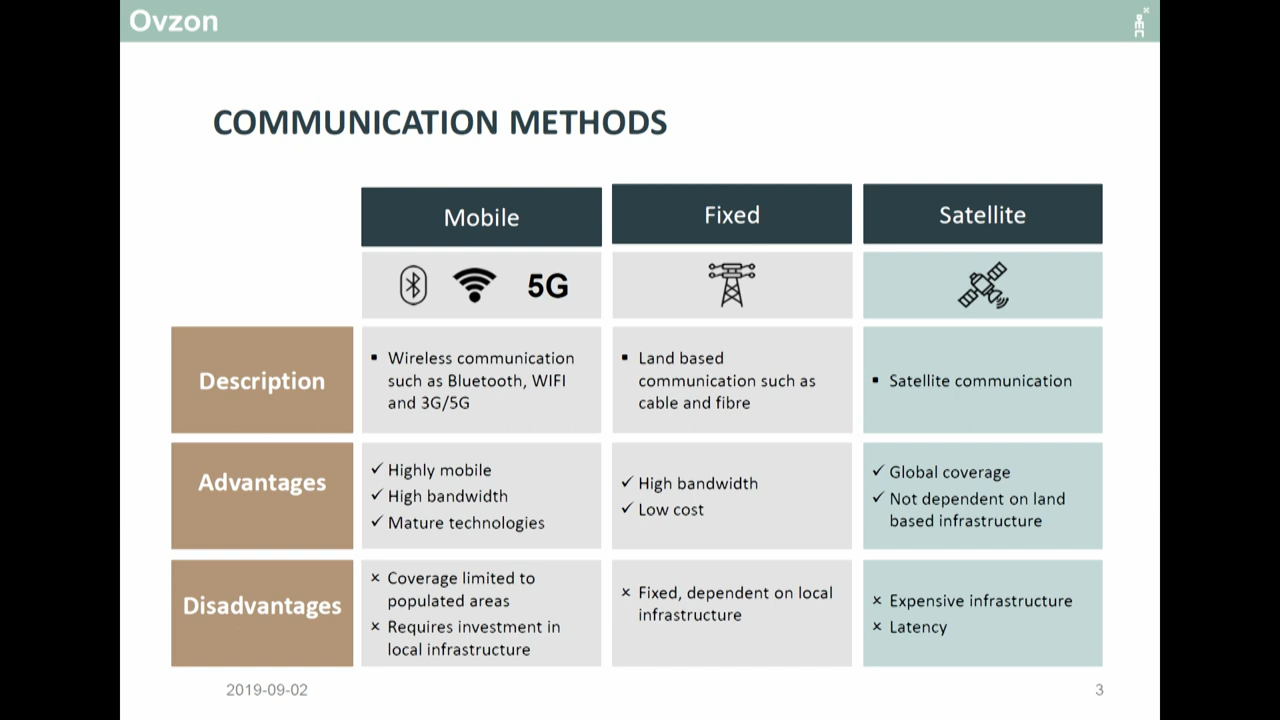 Ovzon
COMMUNICATION METHODS
Mobile
Fixed
Satellite
5G
Description
▪ Wireless communication
such as Bluetooth, WIFI
and 3G/5G
▪ Land based
communication such as
cable and fibre
▪ Satellite communication
Advantages
✓ Highly mobile
✓ High bandwidth
✓ Mature technologies
✓ High bandwidth
✓ Low cost
✓ Global coverage
✓ Not dependent on land
based infrastructure
Disadvantages
× Coverage limited to
populated areas
× Requires investment in
local infrastructure
× Fixed, dependent on local
infrastructure
× Expensive infrastructure
× Latency
2019-09-02
3